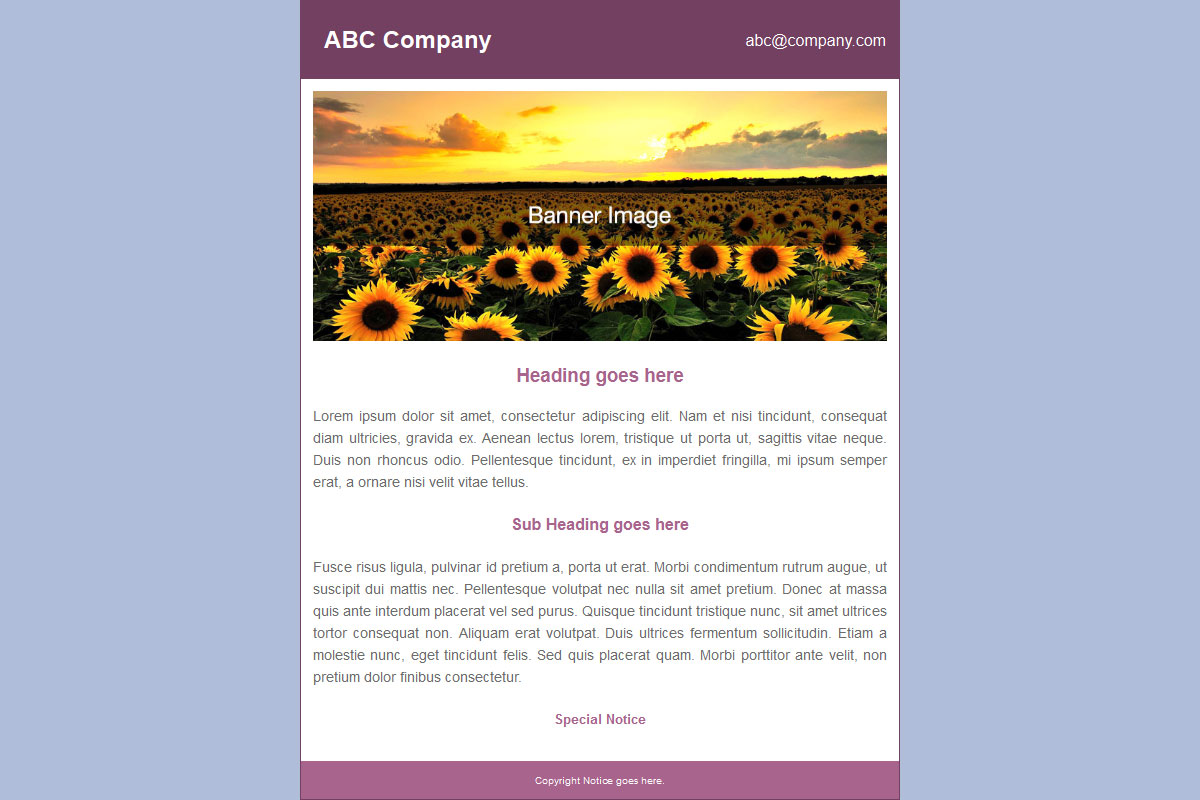 ABC Company
abc@company.com
Banner Image
Heading goes here
Lorem ipsum dolor sit amet, consectetur adipiscing elit. Nam et nisi tincidunt, consequat
diam ultricies, gravida ex. Aenean lectus lorem, tristique ut porta ut, sagittis vitae neque.
Duis non rhoncus odio. Pellentesque tincidunt, ex in imperdiet fringilla, mi ipsum semper
erat, a ornare nisi velit vitae tellus.
Sub Heading goes here
Fusce risus ligula, pulvinar id pretium a, porta ut erat. Morbi condimentum rutrum augue, ut
suscipit dui mattis nec. Pellentesque volutpat nec nulla sit amet pretium. Donec at massa
quis ante interdum placerat vel sed purus. Quisque tincidunt tristique nunc, sit amet ultrices
tortor consequat non. Aliquam erat volutpat. Duis ultrices fermentum sollicitudin. Etiam a
molestie nunc, eget tincidunt felis. Sed quis placerat quam. Morbi porttitor ante velit, non
pretium dolor finibus consectetur.
Special Notice
Copyright Notice goes here.